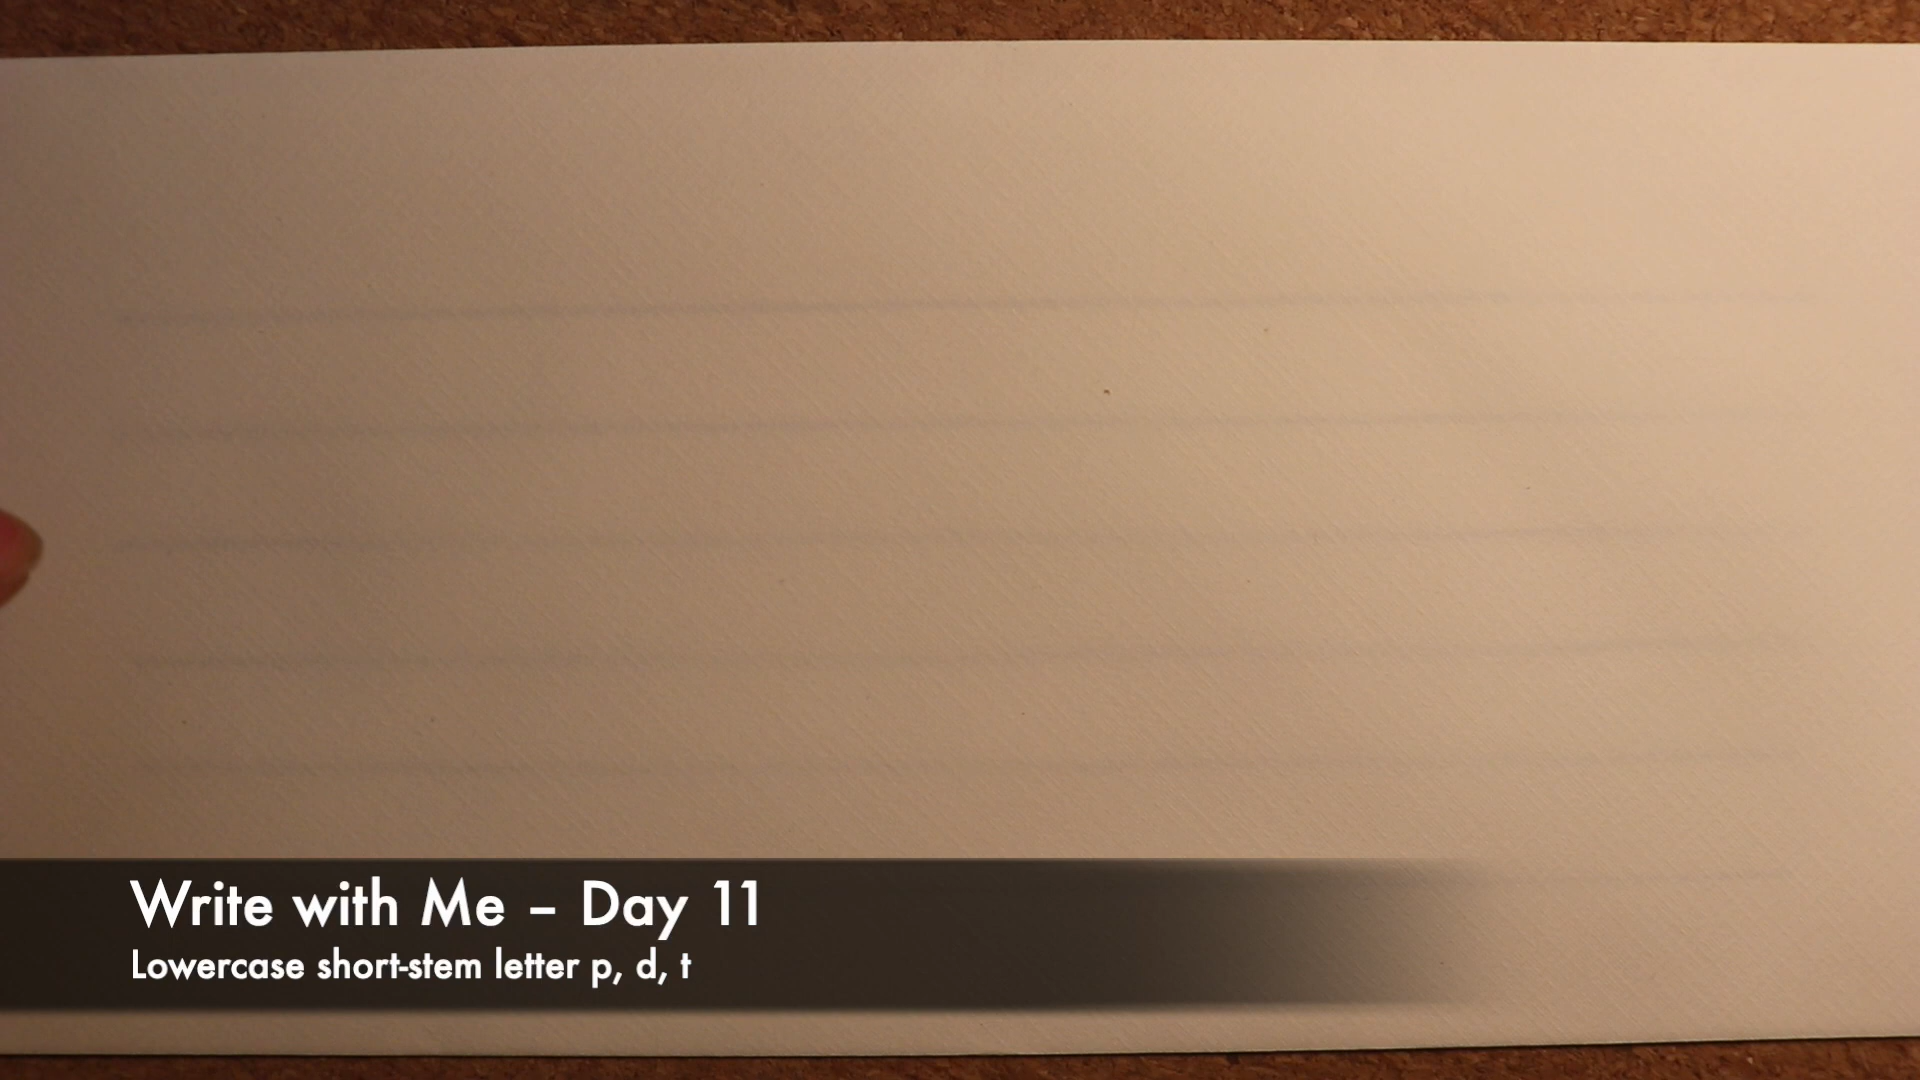 Write with Me – Day 11
Lowercase short-stem letter p, d, t